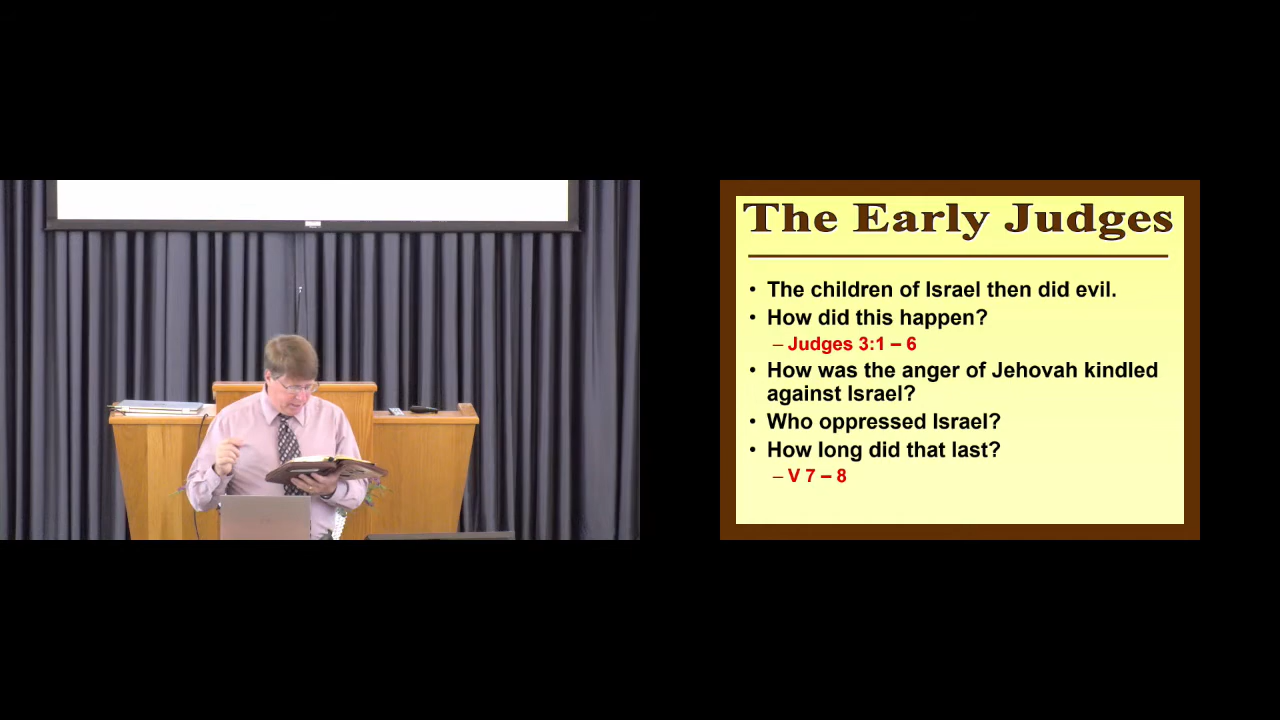 The Early Judges
• The children of Israel then did evil.
• How did this happen?
– Judges 3:1 – 6
• How was the anger of Jehovah kindled
against Israel?
• Who oppressed Israel?
• How long did that last?
– V 7 – 8